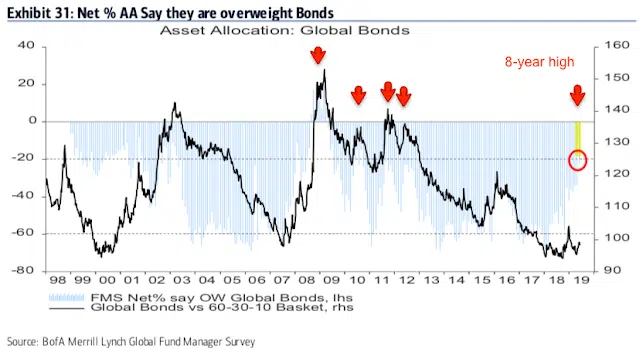 Exhibit 31: Net % AA Say they are overweight Bonds
Asset Allocation: Global Bonds
40
20
0
-20
-40
-60
-80
160
150
140
130
120
110
100
90
8-year high
98 99 00 01 02 03 04 05 06 07 08 09 10 11 12 13 14 15 16 17 18 19
FMS Net% say OW Global Bonds, lhs
Global Bonds vs 60-30-10 Basket, rhs
Source: BofA Merrill Lynch Global Fund Manager Survey